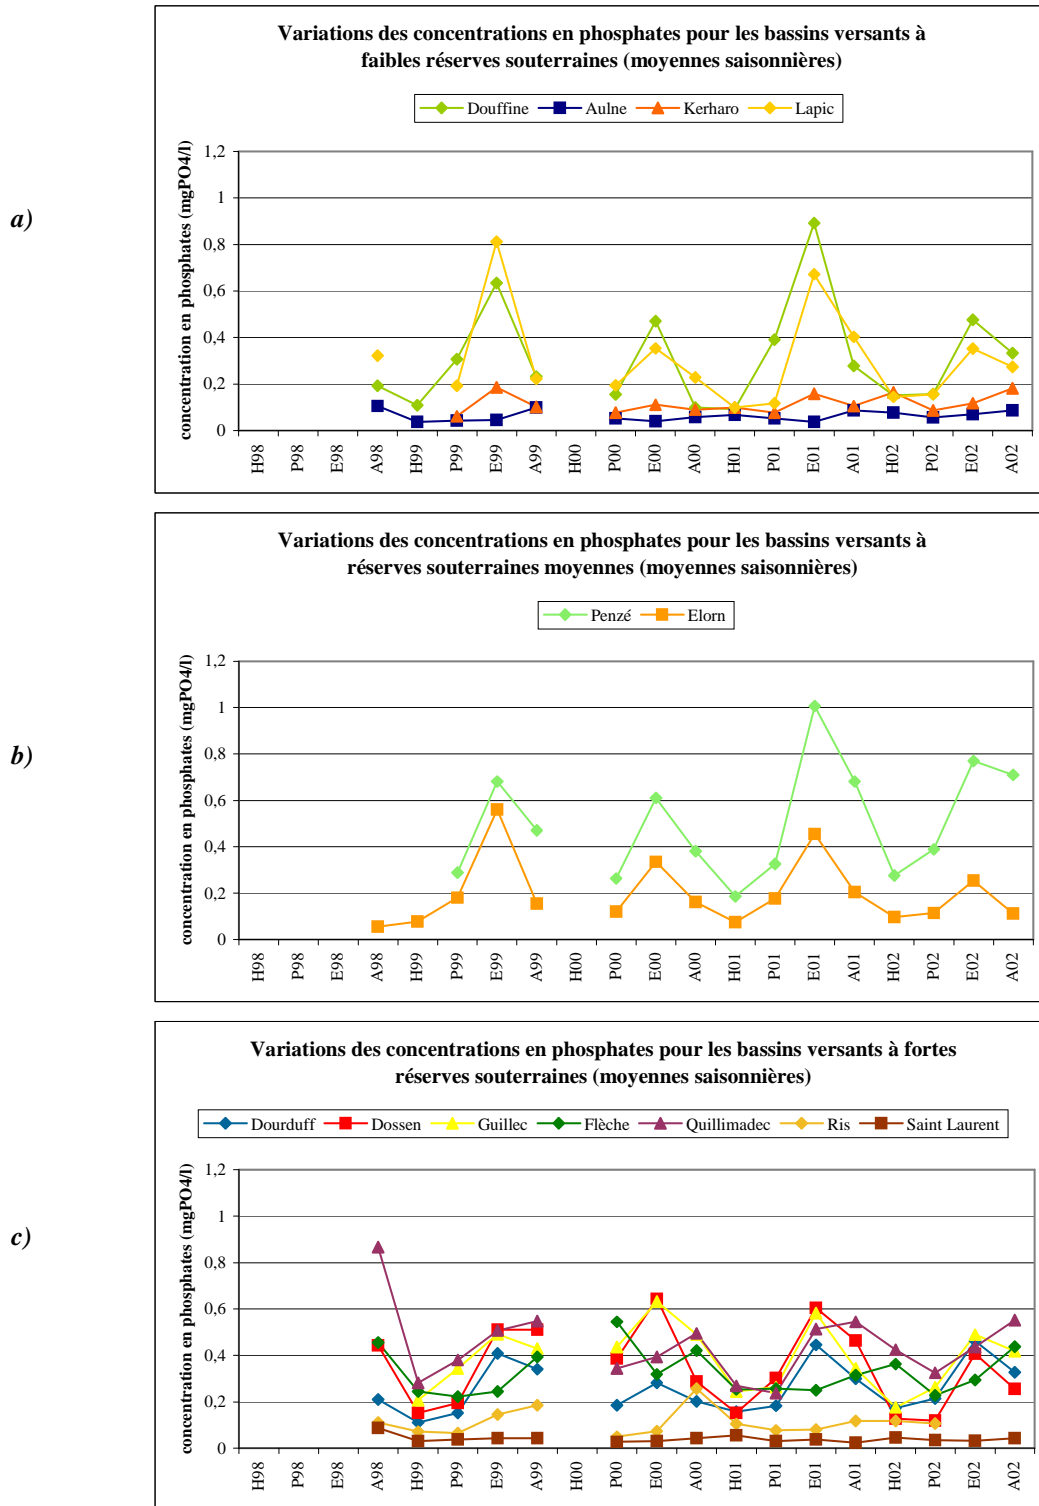 a)
Variations des concentrations en phosphates pour les bassins versants à
faibles réserves souterraines (moyennes saisonnières)
Douffine Aulne Kerharo Lapic
concentration en phosphates (mgPO4/l)
1,2
1
0,8
0,6
0,4
0,2
0
H98 P98 E98 A98 H99 P99 E99 A99 H00 P00 E00 A00 H01 P01 E01 A01 H02 P02 E02 A02
b)
Variations des concentrations en phosphates pour les bassins versants à
réserves souterraines moyennes (moyennes saisonnières)
Penzé Elorn
concentration en phosphates (mgPO4/l)
1,2
1
0,8
0,6
0,4
0,2
0
H98 P98 E98 A98 H99 P99 E99 A99 H00 P00 E00 A00 H01 P01 E01 A01 H02 P02 E02 A02
c)
Variations des concentrations en phosphates pour les bassins versants à fortes
réserves souterraines (moyennes saisonnières)
Dourduff Dossen Guillec Flèche Quillimadec Ris Saint Laurent
concentration en phosphates (mgPO4/l)
1,2
1
0,8
0,6
0,4
0,2
0
H98 P98 E98 A98 H99 P99 E99 A99 H00 P00 E00 A00 H01 P01 E01 A01 H02 P02 E02 A02